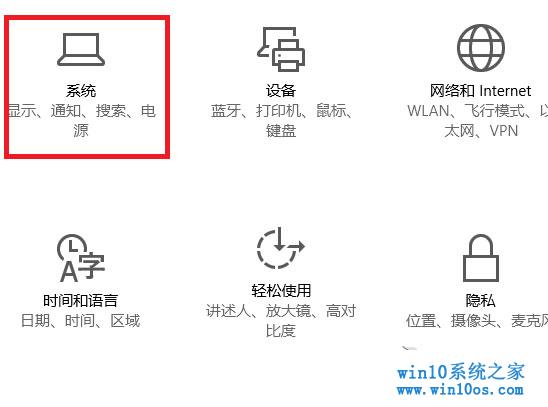 系统
显示、通知、搜索、电
源
设备
蓝牙、打印机、鼠标、
键盘
网络和 Internet
WLAN、飞行模式、以
太网、VPN
A字
时间和语言
日期、时间、区域
轻松使用
讲述人、放大镜、高对
比度
隐私
位置、摄像头、麦克风
win10系统之家
www.win10os.com